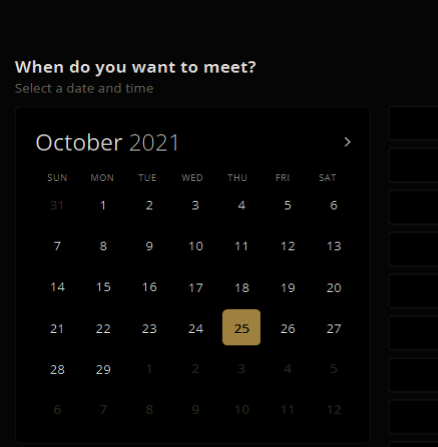 When do you want to meet?
Select a date and time
October 2021
SUN MON TUE WED THU FRI SAT
31 1 2 3 4 5 6
7 8 9 10 11 12 13
14 15 16 17 18 19 20
21 22 23 24 25 26 27
28 29 1 2 3 4 5
6 7 8 9 10 11 12